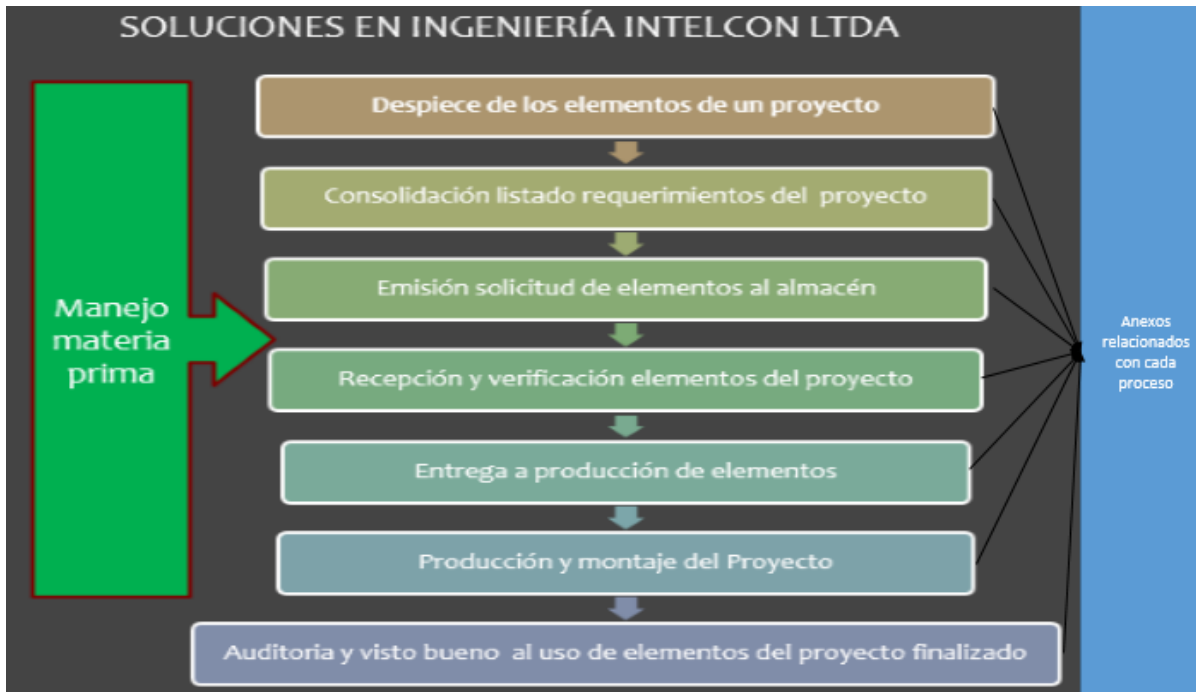 SOLUCIONES EN INGENIERÍA INTELCON LTDA
Despiece de los elementos de un proyecto
Consolidación listado requerimientos del proyecto
Emisión solicitud de elementos al almacén
Manejo
materia
prima
Recepción y verificación elementos del proyecto
Entrega a producción de elementos
Producción y montaje del Proyecto
Auditoria y visto bueno al uso de elementos del proyecto finalizado
Anexos
relacionados
con cada
proceso